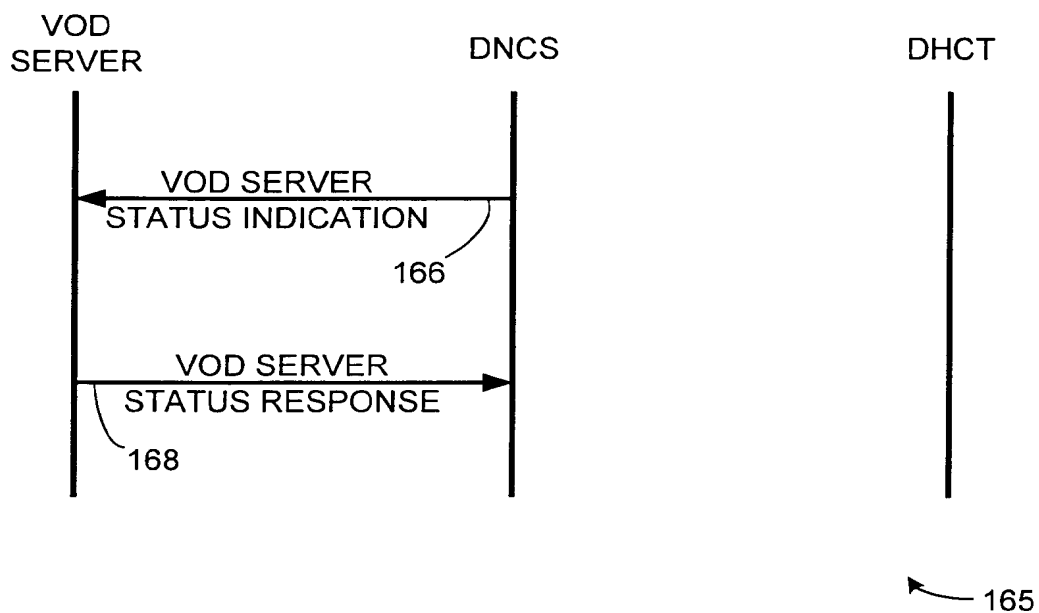 VOD
SERVER
DNCS
DHCT
VOD SERVER
STATUS INDICATION
166
VOD SERVER
STATUS RESPONSE
168
165